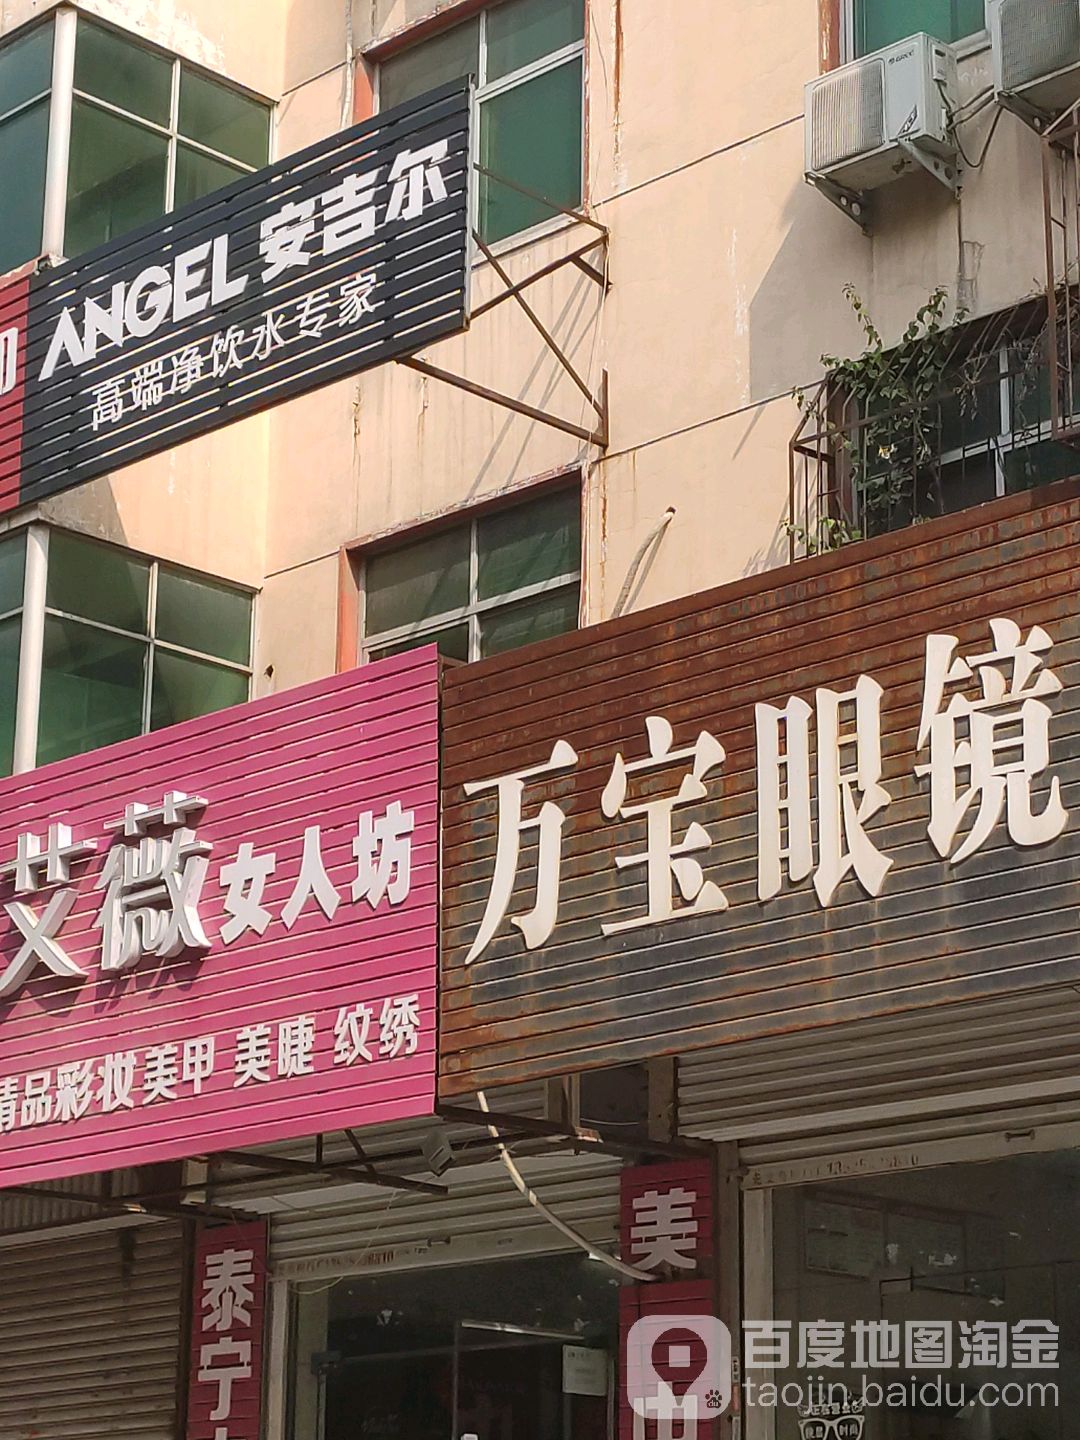 ANGEL 安吉尔
高端净饮水专家
GREE
艾薇女人坊
精品彩妆美甲 美睫 纹绣
万宝眼镜
美甲
泰宁
百度地图淘金
taojin.baidu.com